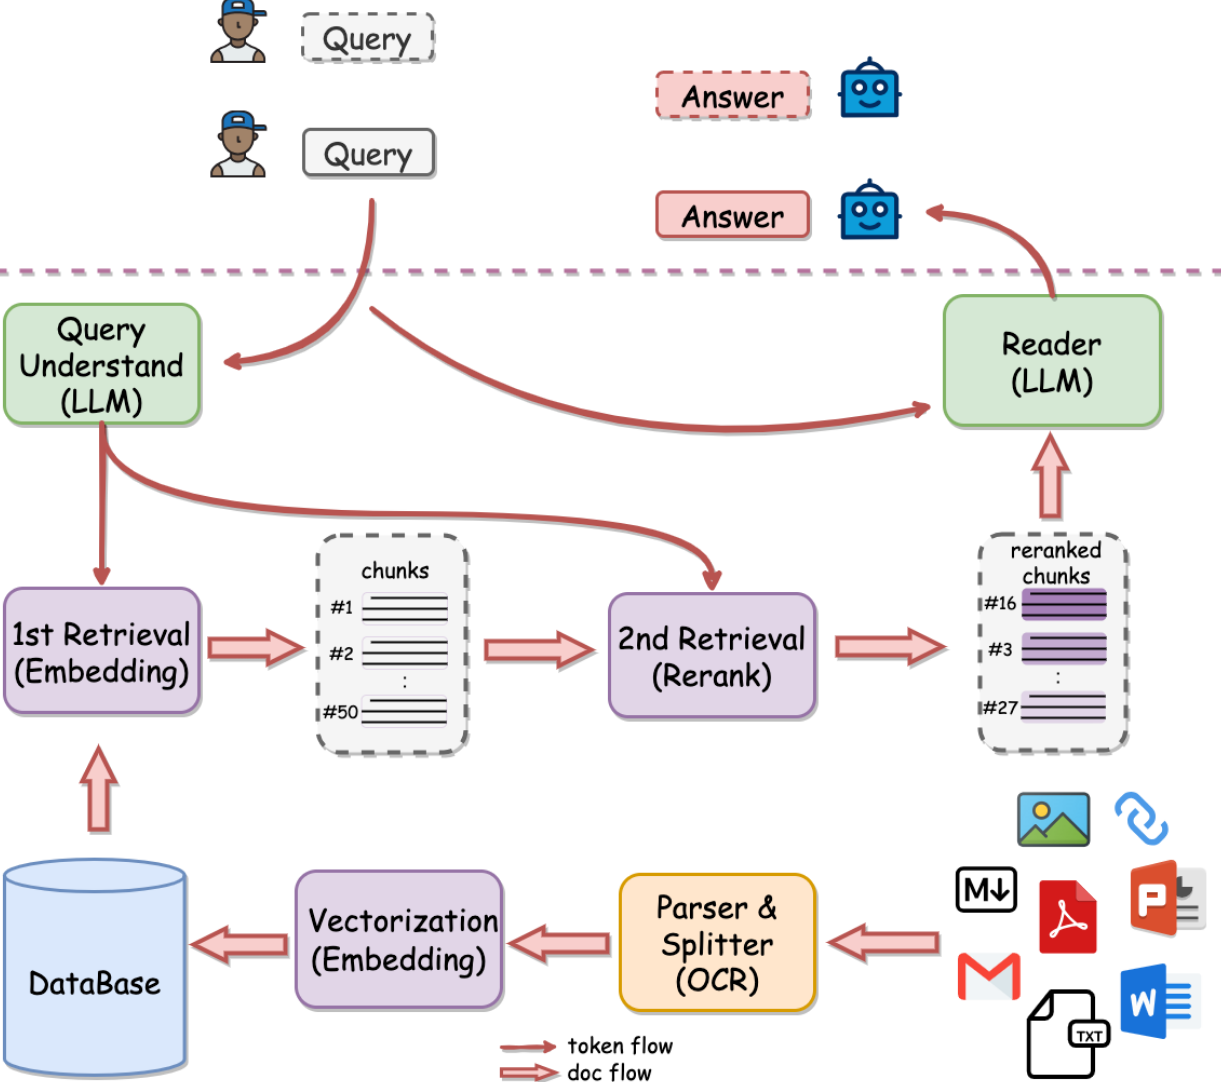 Query
Answer
Query
Answer
Query
Understand
(LLM)
Reader
(LLM)
1st Retrieval
(Embedding)
chunks
#1
#2
:
#50
2nd Retrieval
(Rerank)
reranked
chunks
#16
#3
:
#27
DataBase
Vectorization
(Embedding)
Parser &
Splitter
(OCR)
M
P
W
TXT
token flow
doc flow